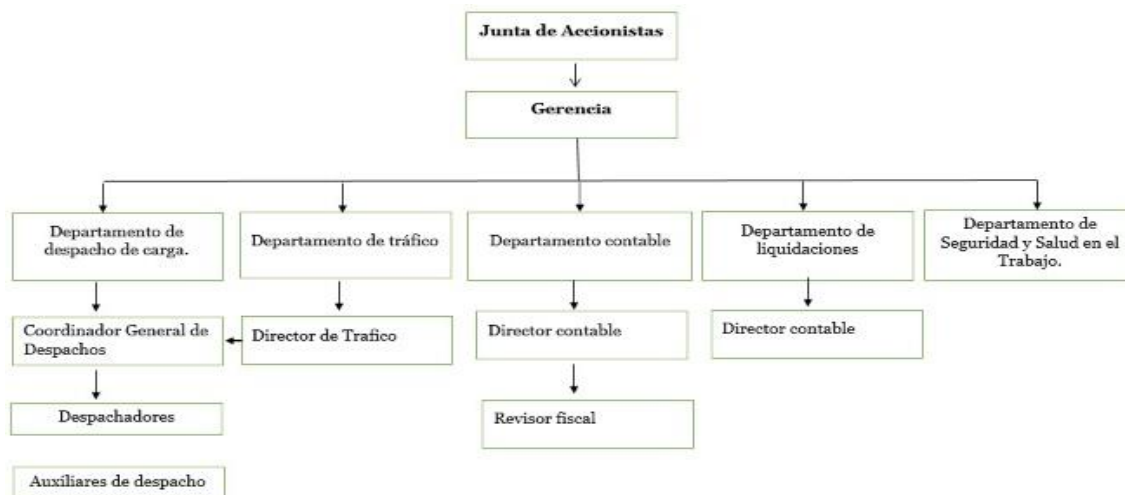 Junta de Accionistas
Gerencia
Departamento de
despacho de carga.
Departamento de tráfico
Departamento contable
Departamento de
liquidaciones
Departamento de
Seguridad y Salud en el
Trabajo.
Coordinador General de
Despachos
Director de Trafico
Director contable
Director contable
Despachadores
Revisor fiscal
Auxiliares de despacho